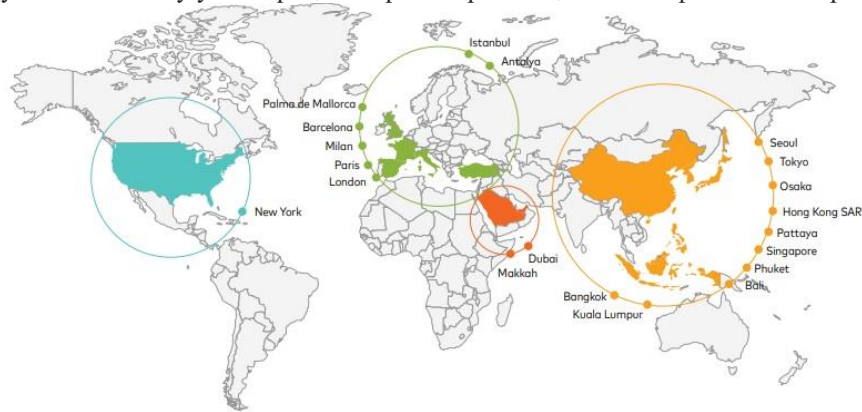 Istanbul
Antalya
Palma de Mallorca
Barcelona
Milan
Paris
London
New York
Dubai
Makkah
Seoul
Tokyo
Osaka
Hong Kong SAR
Pattaya
Singapore
Phuket
Bali
Bangkok
Kuala Lumpur